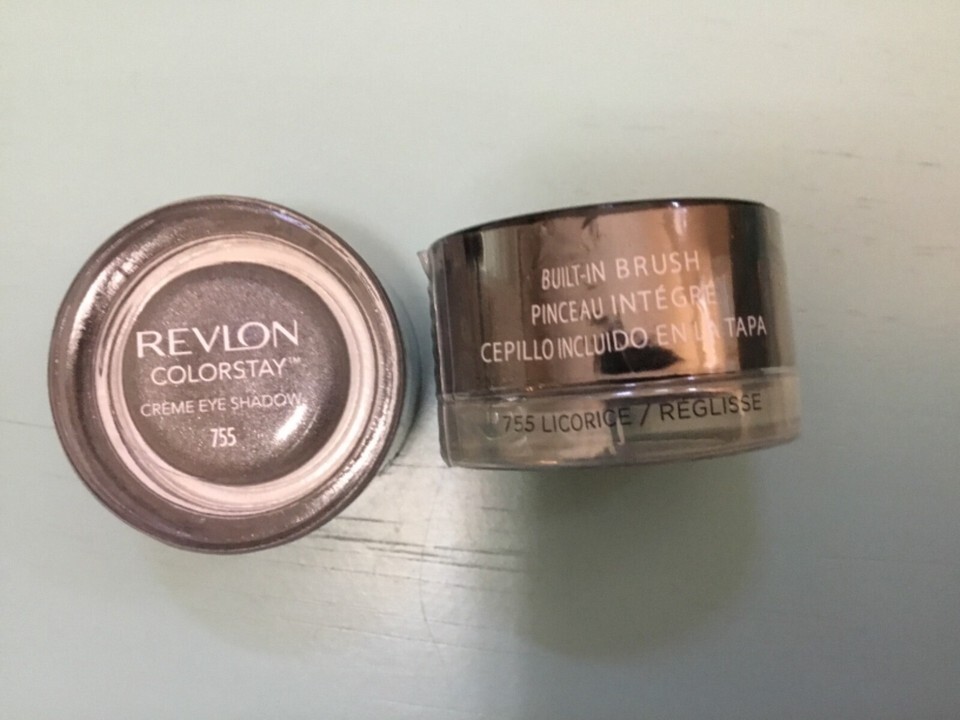 REVLON
COLORSTAY™
CRÈME EYE SHADOW
755
BUILT-IN BRUSH
PINCEAU INTÉGRÉ
CEPILLO INCLUIDO EN LA TAPA
755 LICORICE / RÉGLISSE